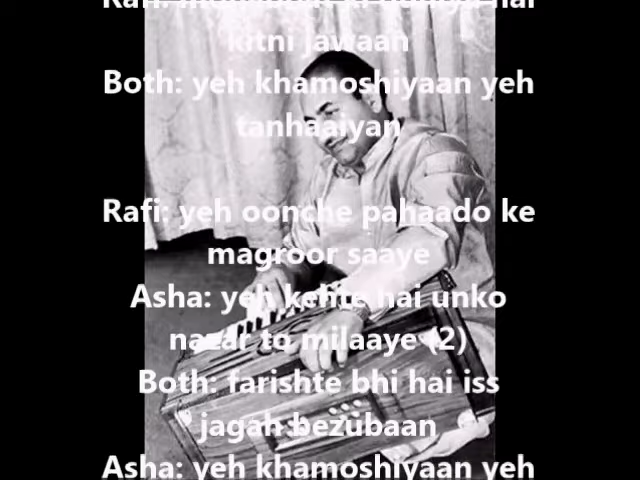 kitni jawaan
Both: yeh khamoshiyaan yeh
tanhaaiyan
Rafi: yeh oonche pahaado ke
magroor saaye
Asha: yeh kehte hai unko
nazar to milaaye (2)
Both: farishte bhi hai iss
jagah bezubaan
Asha: yeh khamoshiyaan yeh